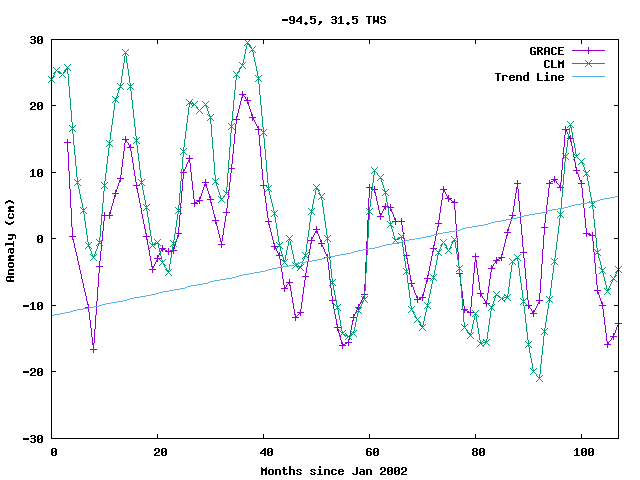 -94.5, 31.5 TWS
GRACE
CLM
Trend Line
30
20
10
0
-10
-20
-30
Anomaly (cm)
0 20 40 60 80 100
Months since Jan 2002